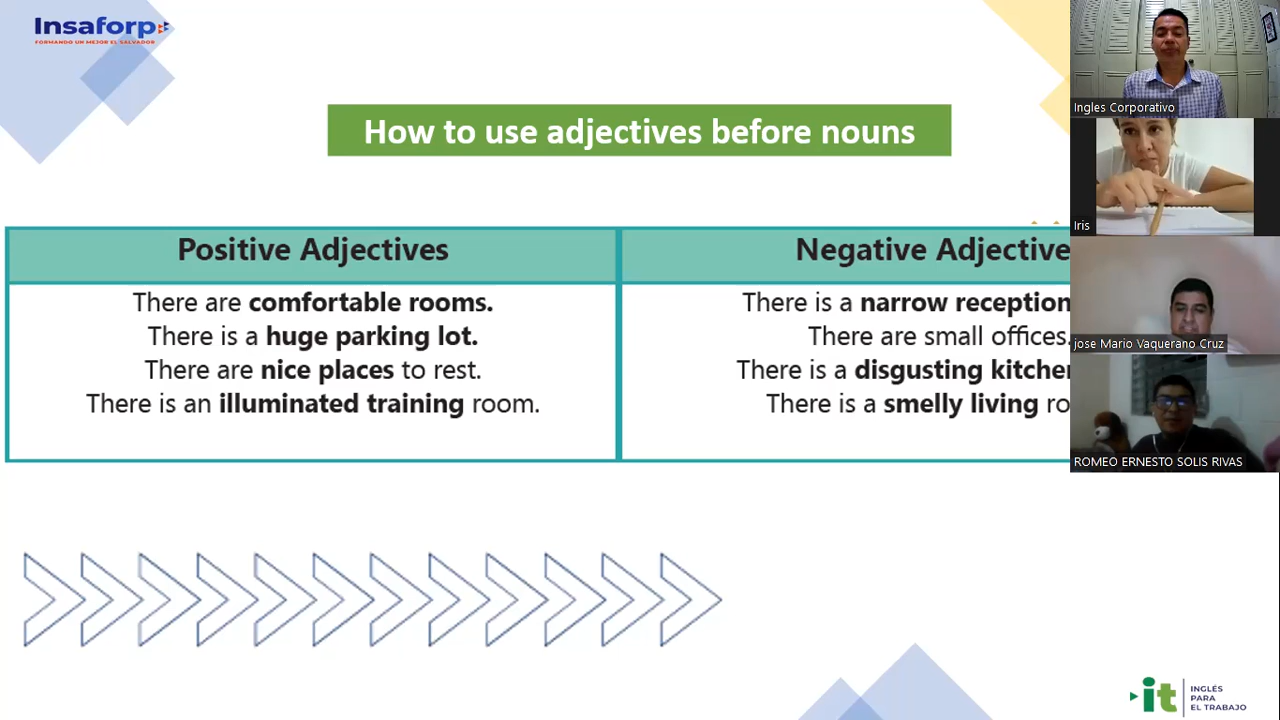 Insaforp
FORMANDO UN MEJOR EL SALVADOR
How to use adjectives before nouns
Positive Adjectives
There are comfortable rooms.
There is a huge parking lot.
There are nice places to rest.
There is an illuminated training room.
Negative Adjective
There is a narrow reception
There are small offices.
There is a disgusting kitchen
There is a smelly living ro
Ingles Corporativo
Iris
jose Mario Vaquerano Cruz
ROMEO ERNESTO SOLIS RIVAS
it
INGLÉS
PARA
EL TRABAJO